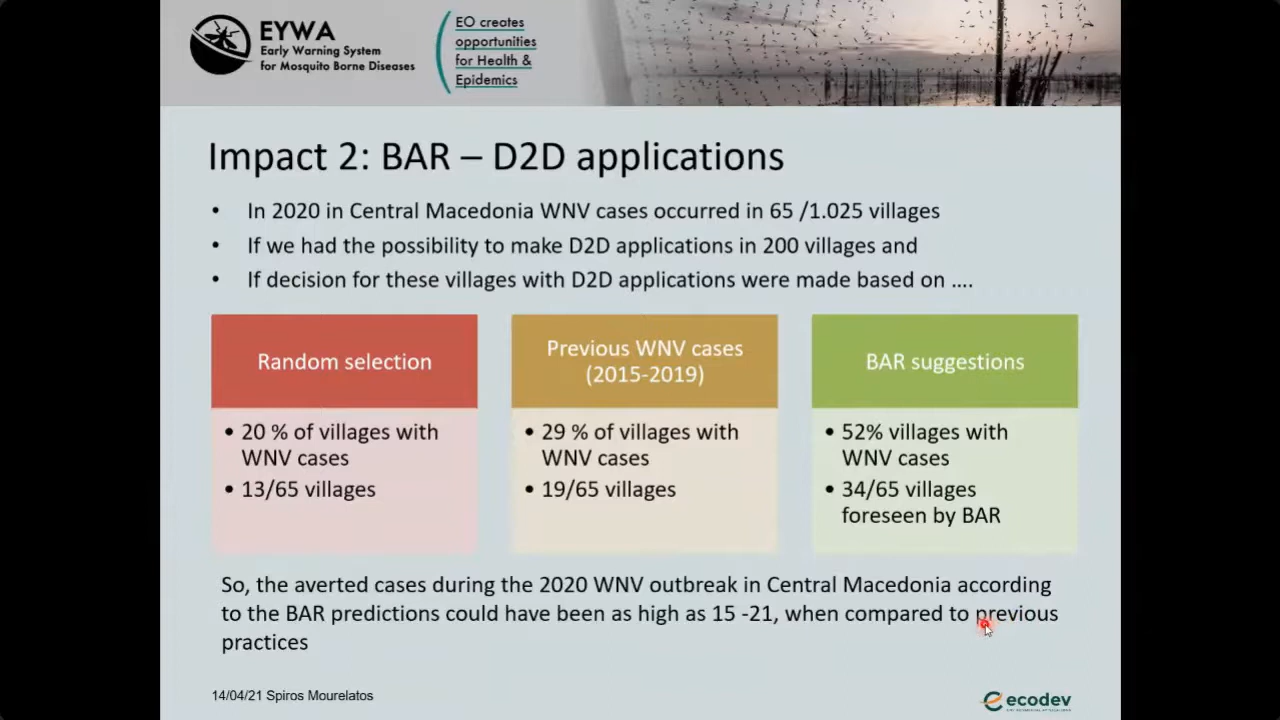 EYWA
Early Warning System
for Mosquito Borne Diseases
EO creates
opportunities
for Health &
Epidemics
Impact 2: BAR – D2D applications
• In 2020 in Central Macedonia WNV cases occurred in 65 /1.025 villages
• If we had the possibility to make D2D applications in 200 villages and
• If decision for these villages with D2D applications were made based on ....
Random selection
• 20 % of villages with
WNV cases
• 13/65 villages
Previous WNV cases
(2015-2019)
• 29 % of villages with
WNV cases
• 19/65 villages
BAR suggestions
• 52% villages with
WNV cases
• 34/65 villages
foreseen by BAR
So, the averted cases during the 2020 WNV outbreak in Central Macedonia according
to the BAR predictions could have been as high as 15 -21, when compared to previous
practices
14/04/21 Spiros Mourelatos
ecodev